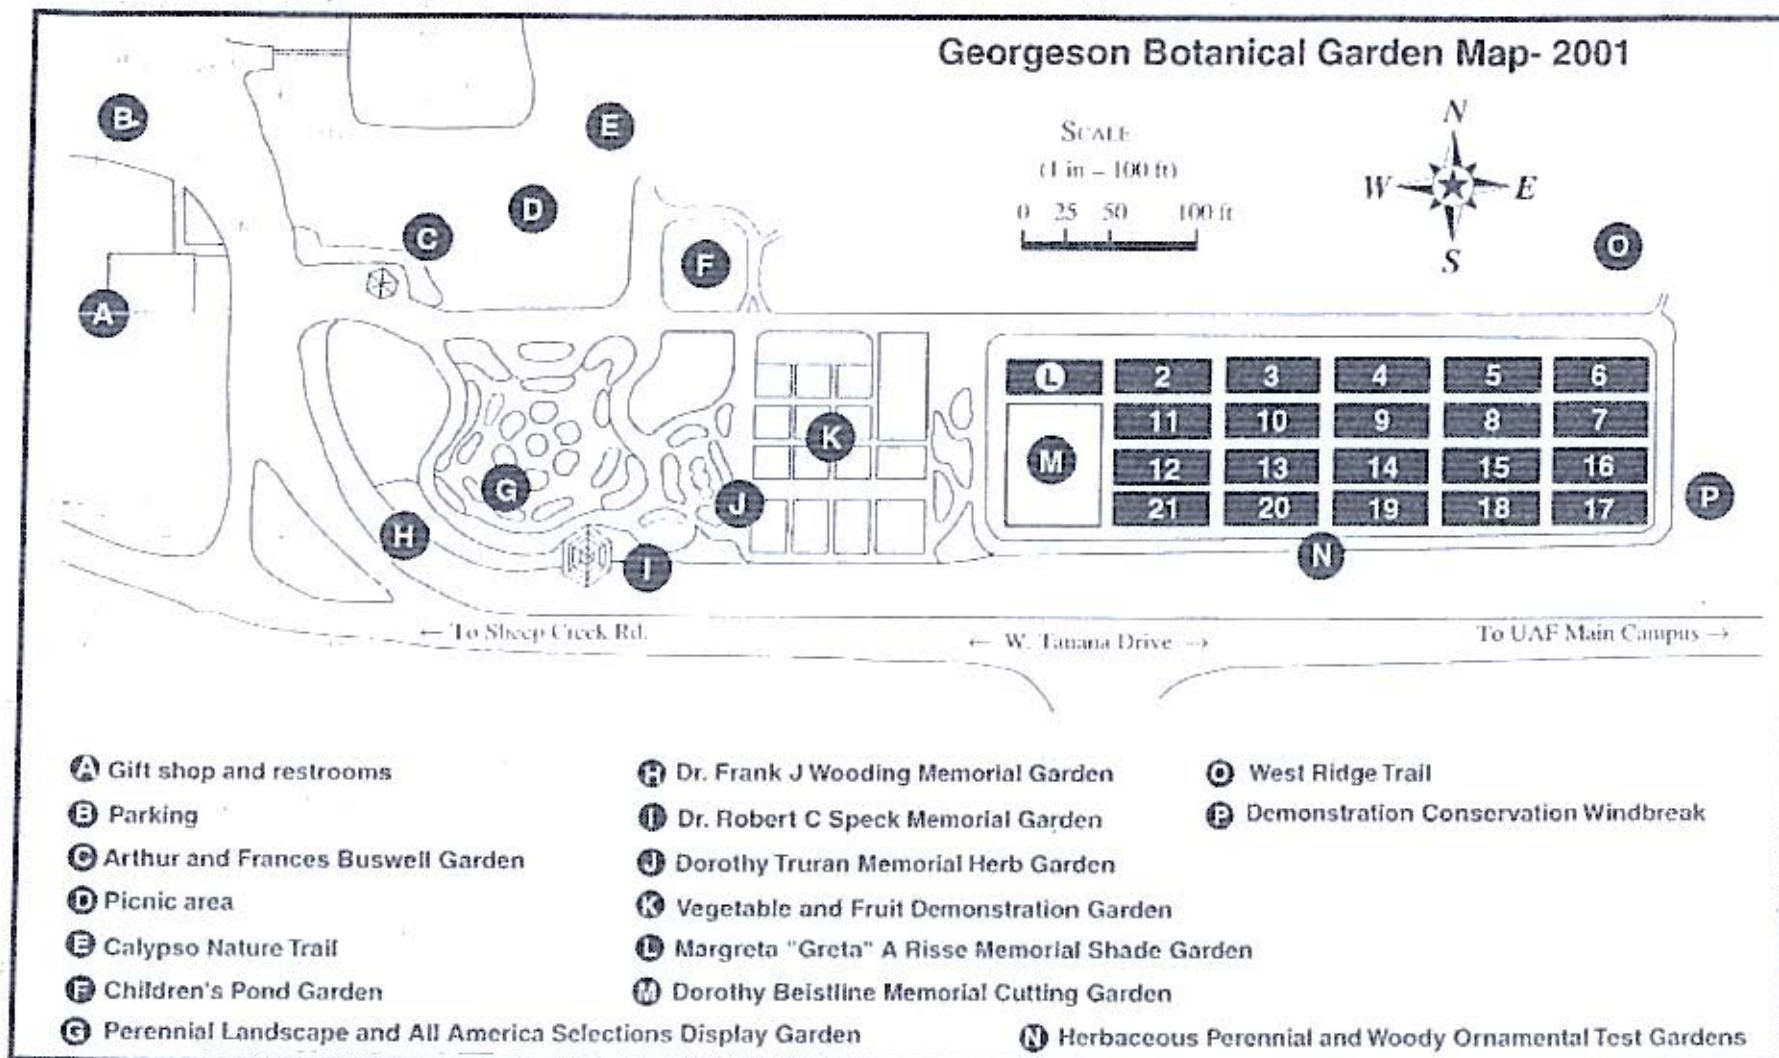 Georgeson Botanical Garden Map- 2001
SCALE
(1 in – 100 ft)
0 25 50 100 ft
N
W E
S
B
E
D
C
F
O
A
L 2 3 4 5 6
11 10 9 8 7
K
M
12 13 14 15 16
G
J
21 20 19 18 17
P
H
I
N
← To Sheep Creek Rd.
← W. Tanana Drive →
To UAF Main Campus →
A Gift shop and restrooms
B Parking
C Arthur and Frances Buswell Garden
D Picnic area
E Calypso Nature Trail
F Children's Pond Garden
G Perennial Landscape and All America Selections Display Garden
H Dr. Frank J Wooding Memorial Garden
I Dr. Robert C Speck Memorial Garden
J Dorothy Truran Memorial Herb Garden
K Vegetable and Fruit Demonstration Garden
L Margreta "Greta" A Risse Memorial Shade Garden
M Dorothy Beistline Memorial Cutting Garden
N Herbaceous Perennial and Woody Ornamental Test Gardens
O West Ridge Trail
P Demonstration Conservation Windbreak